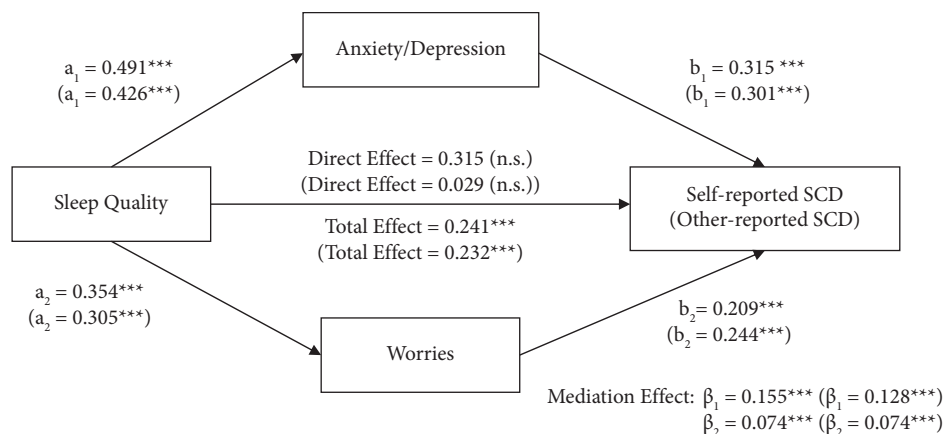 Anxiety/Depression
a₁ = 0.491***
(a₁ = 0.426***)
b₁ = 0.315 ***
(b₁ = 0.301***)
Sleep Quality
Direct Effect = 0.315 (n.s.)
(Direct Effect = 0.029 (n.s.))
Total Effect = 0.241***
(Total Effect = 0.232***)
Self-reported SCD
(Other-reported SCD)
a₂ = 0.354***
(a₂ = 0.305***)
Worries
b₂= 0.209***
(b₂ = 0.244***)
Mediation Effect: β₁ = 0.155*** (β₁ = 0.128***)
β₂ = 0.074*** (β₂ = 0.074***)